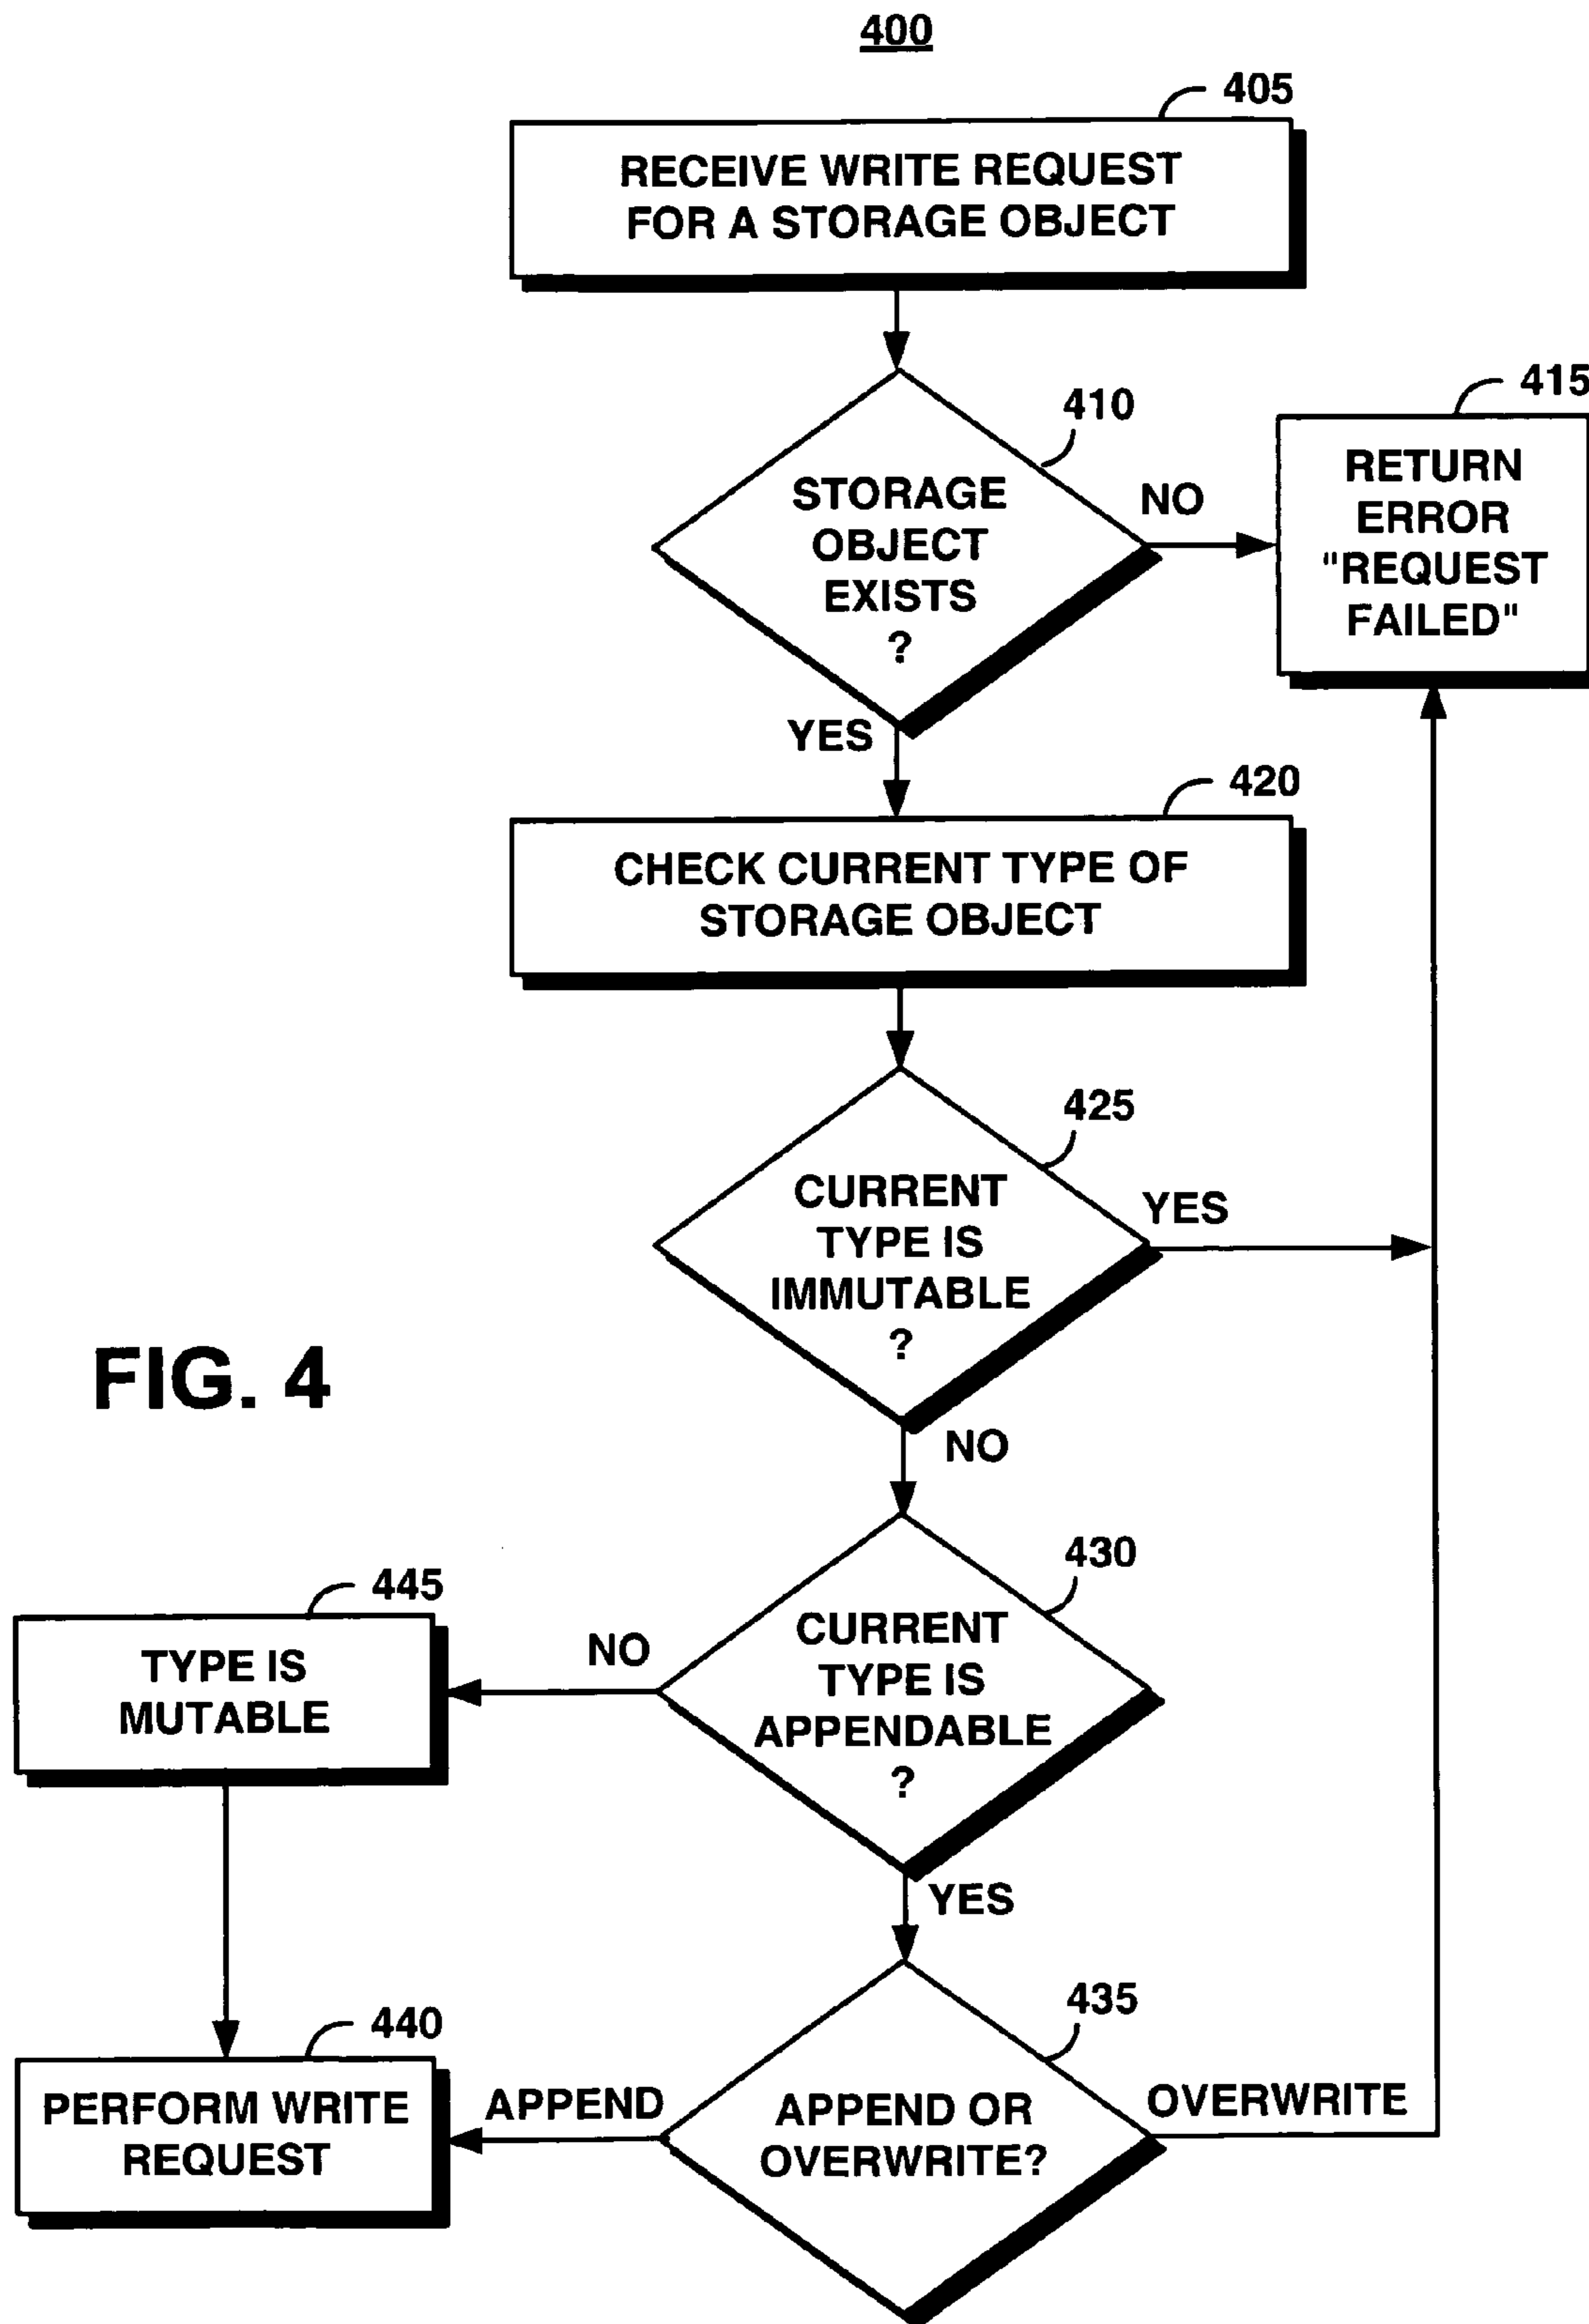 400
405
RECEIVE WRITE REQUEST
FOR A STORAGE OBJECT
410
STORAGE
OBJECT
EXISTS
?
NO
415
RETURN
ERROR
"REQUEST
FAILED"
YES
420
CHECK CURRENT TYPE OF
STORAGE OBJECT
425
CURRENT
TYPE IS
IMMUTABLE
?
YES
FIG. 4
NO
430
CURRENT
TYPE IS
APPENDABLE
?
NO
445
TYPE IS
MUTABLE
YES
435
APPEND OR
OVERWRITE?
OVERWRITE
APPEND
440
PERFORM WRITE
REQUEST